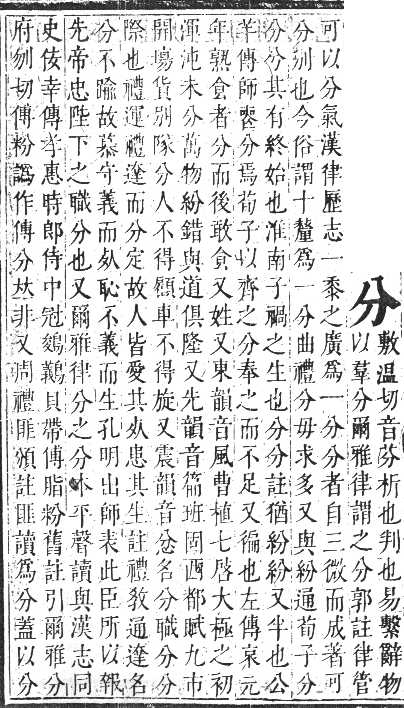 分
敷溫切音芬析也判也易繫辭物
以羣分爾雅律謂之分郭註律管
可以分氣漢律歷志一黍之廣爲一分分者自三微而成著可
分别也今俗謂十釐爲一分曲禮分毋求多又與紛通荀子分
分兮其有終始也淮南子禍之生也分分註猶紛紛又半也公
羊傳師喪分焉荀子以齊之分奉之而不足又徧也左傳哀元
年熟食者分而後敢食又姓又東韻音風曹植七啓大極之初
渾沌未分萬物紛錯與道俱隆又先韻音篇班固西都賦九市
開塲貨别隊分人不得顧車不得旋又震韻音忿名分職分分
際也禮運禮達而分定故人皆愛其死患其生註禮敎通達名
分不踰故慕守義而死恥不義而生孔明出師表此臣所以報
先帝忠陛下之職分也又爾雅律分之分本平聲讀與漢志同
史佞幸傳孝惠時郎侍中冠鵔鸃貝帶傅脂粉舊註引爾雅分
府刎切傅粉譌作傅分𠀤非又周禮匪頒註匪讀爲分蓋以分